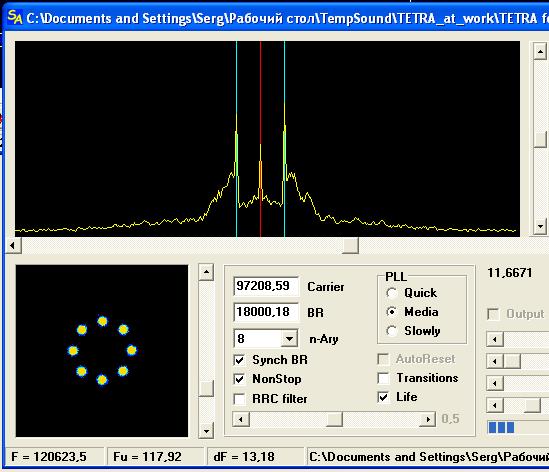 SA C:\Documents and Settings\Serg\Рабочий стол\TempSound\TETRA_at_work\TETRA fo
97208,59 Carrier
18000,18 BR
8 n-Ary
Synch BR
NonStop
RRC filter
PLL
Quick
Media
Slowly
AutoReset
Transitions
Life
0,5
11,6671
Output
F = 120623,5 Fu = 117,92 dF = 13,18 C:\Documents and Settings\Serg\Рабочий